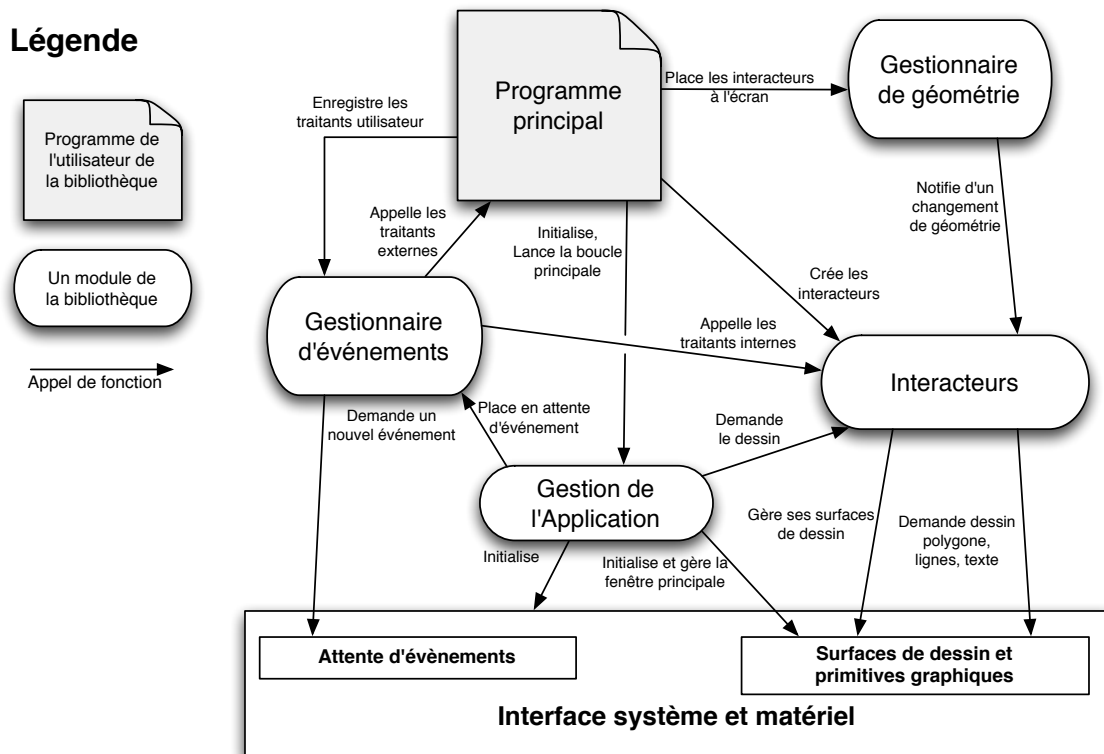 Légende
Programme de
l'utilisateur de
la bibliothèque
Un module de
la bibliothèque
Appel de fonction
Programme
principal
Place les interacteurs
à l'écran
Gestionnaire
de géométrie
Enregistre les
traitants utilisateur
Appelle les
traitants
externes
Initialise,
Lance la boucle
principale
Notifie d'un
changement
de géométrie
Crée les
interacteurs
Gestionnaire
d'événements
Appelle les
traitants internes
Interacteurs
Demande un
nouvel événement
Place en attente
d'événement
Demande
le dessin
Gestion de
l'Application
Gère ses surfaces
de dessin
Demande dessin
polygone,
lignes, texte
Initialise
Initialise et gère la
fenêtre principale
Attente d'évènements
Surfaces de dessin et
primitives graphiques
Interface système et matériel